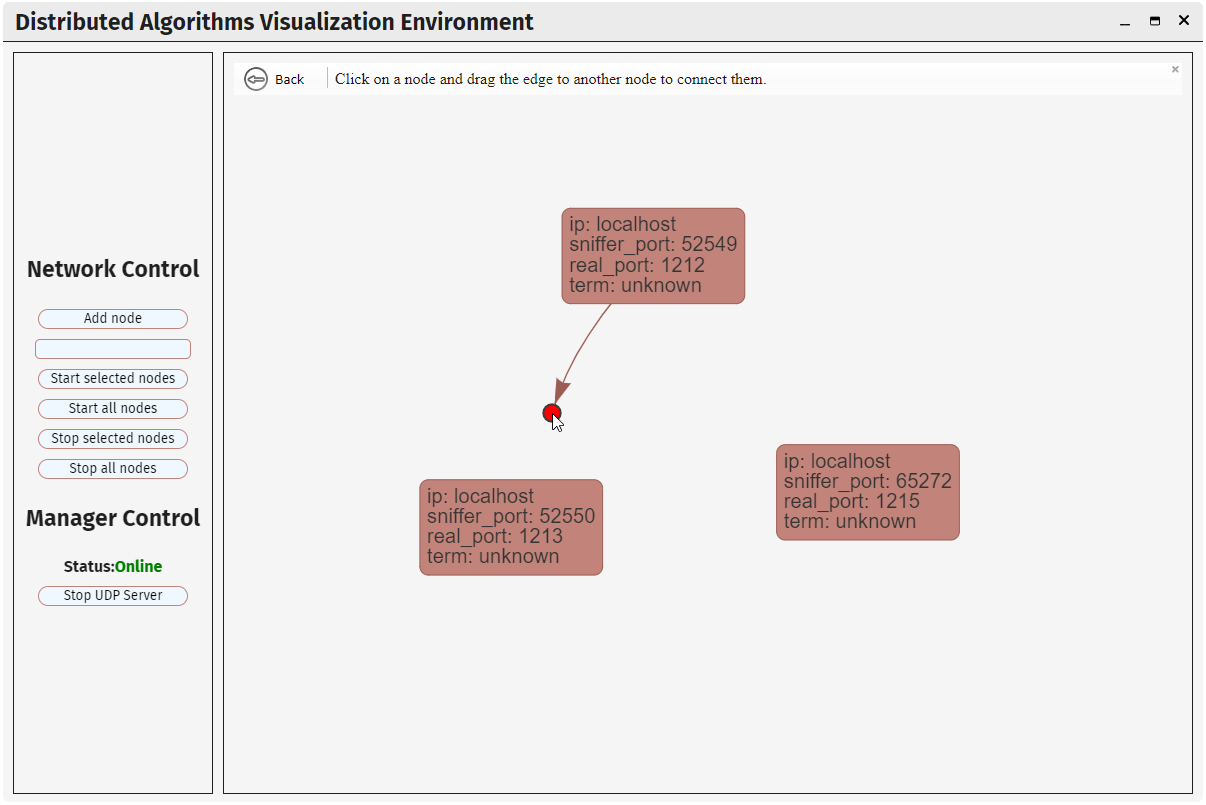 Distributed Algorithms Visualization Environment
Network Control
Add node
Start selected nodes
Start all nodes
Stop selected nodes
Stop all nodes
Manager Control
Status:Online
Stop UDP Server
Back
Click on a node and drag the edge to another node to connect them.
ip: localhost
sniffer_port: 52549
real_port: 1212
term: unknown
ip: localhost
sniffer_port: 52550
real_port: 1213
term: unknown
ip: localhost
sniffer_port: 65272
real_port: 1215
term: unknown